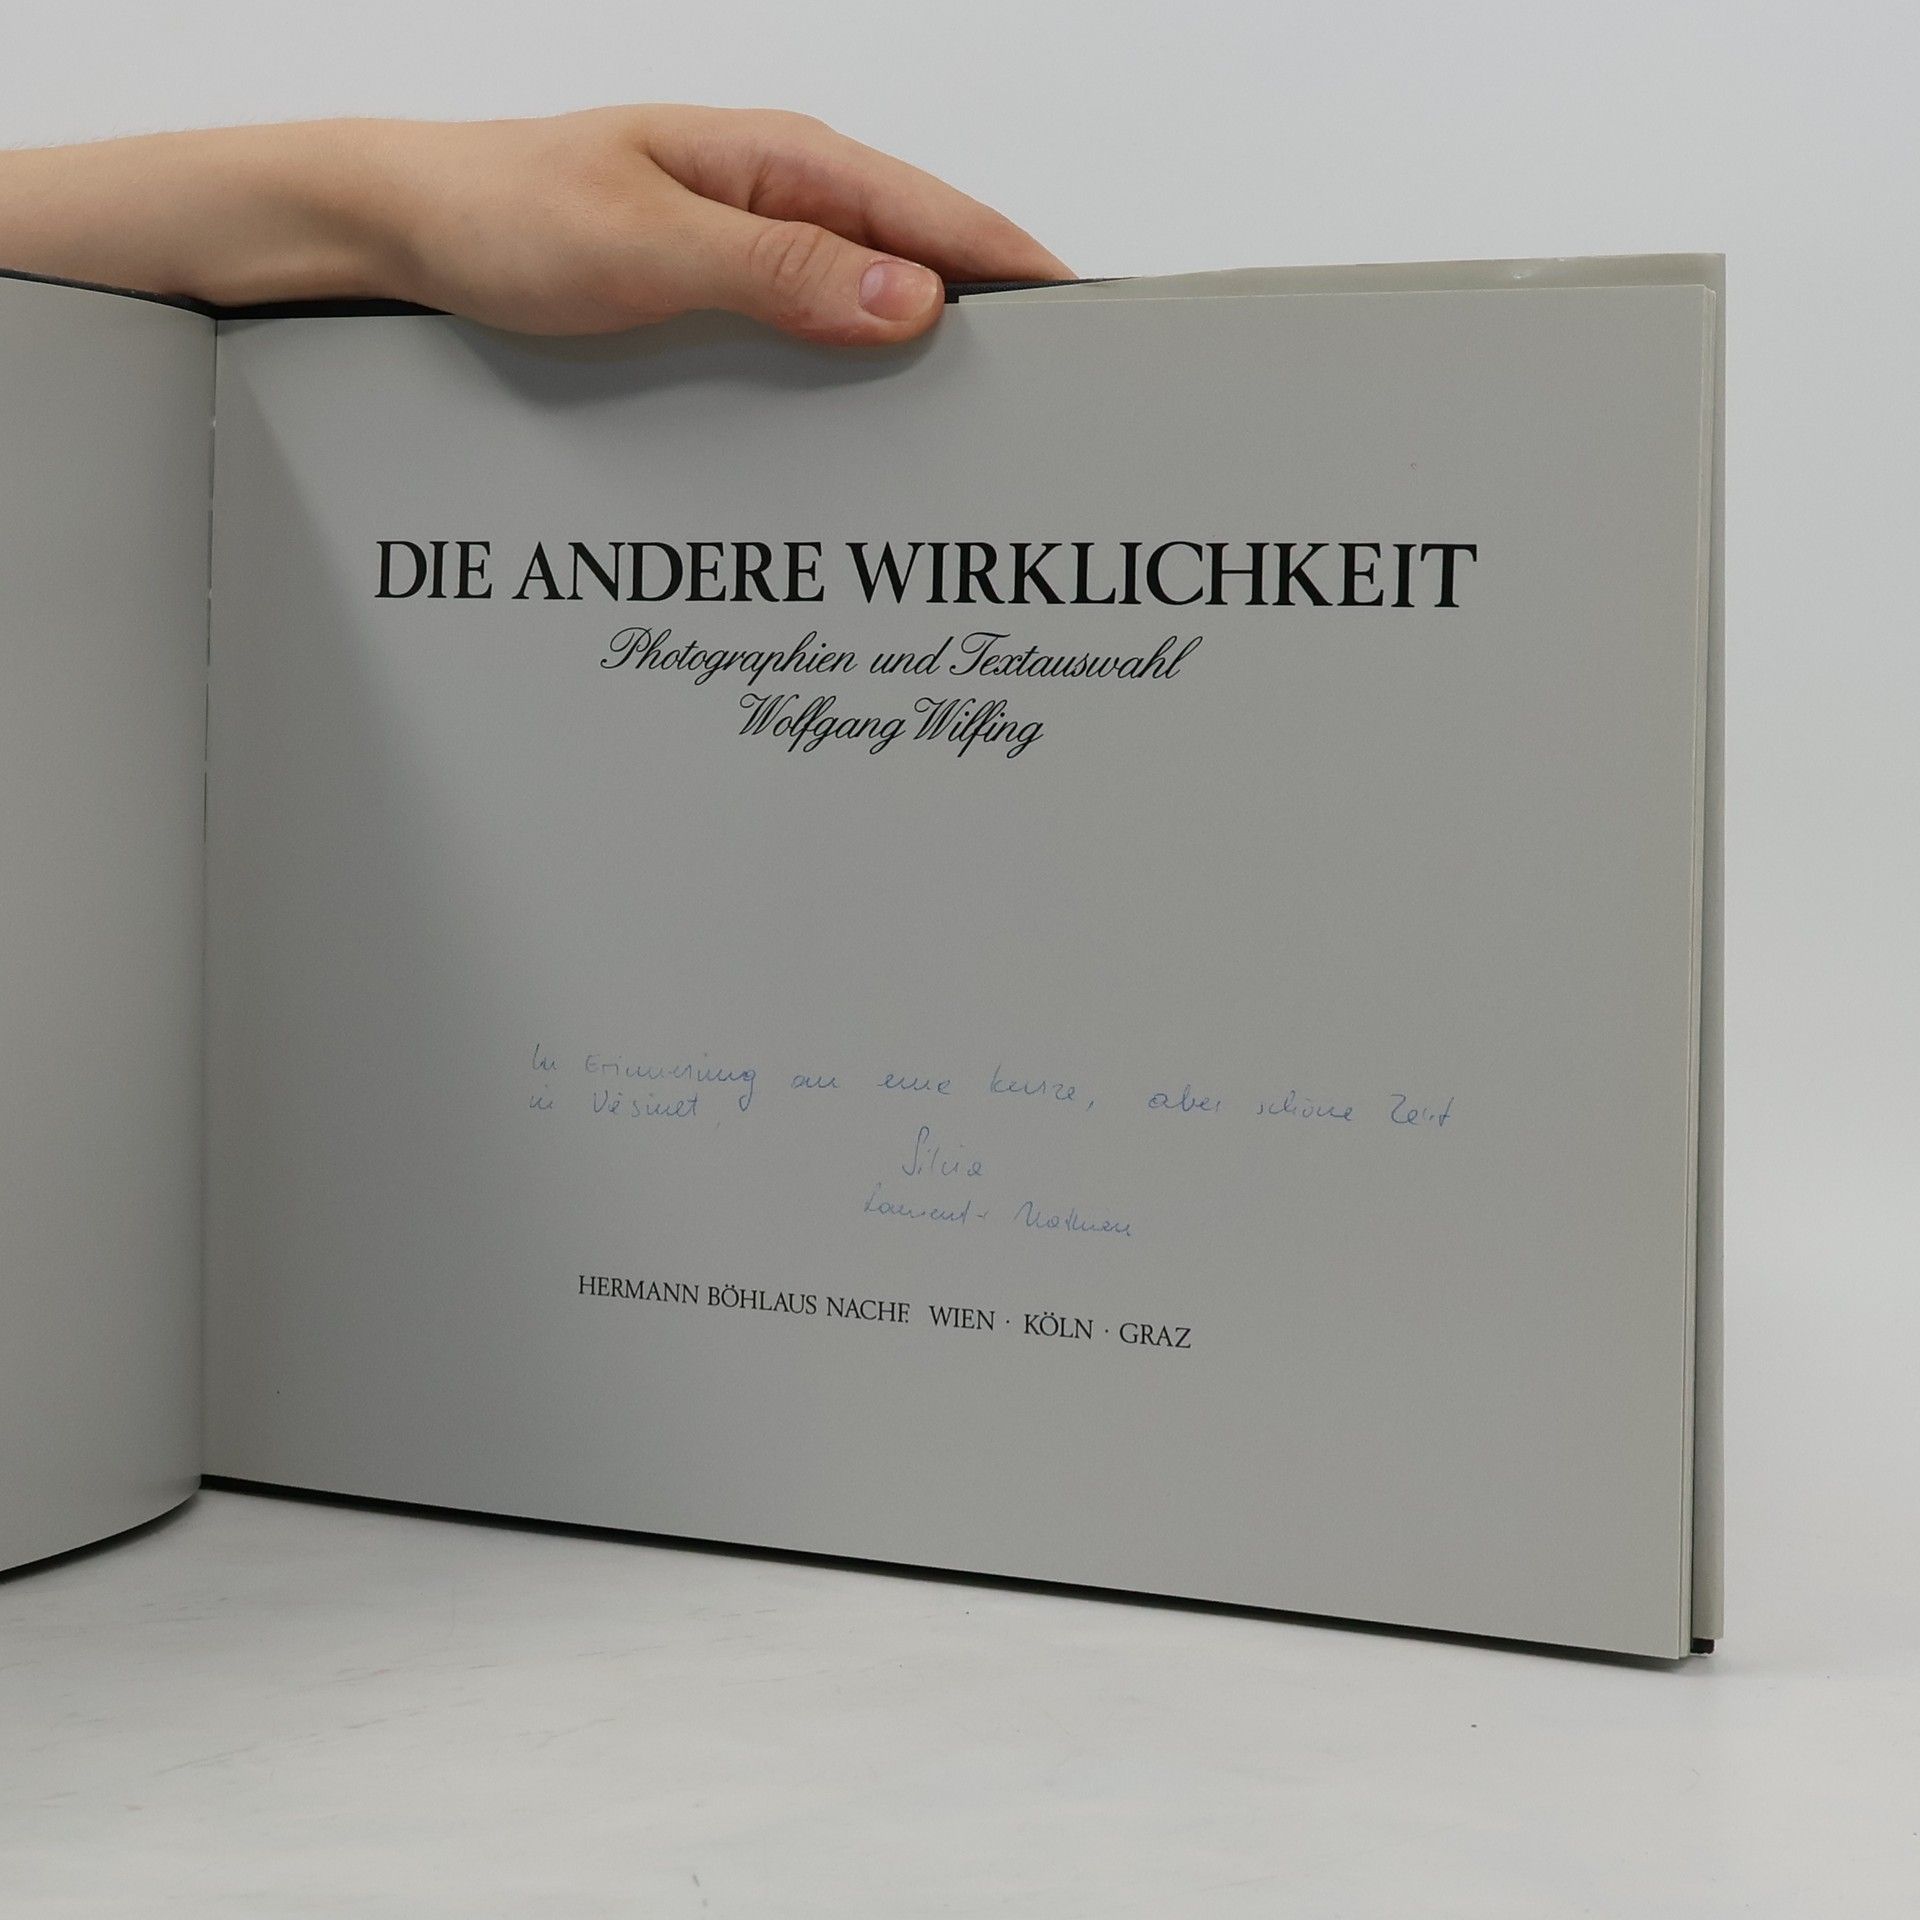 DIE ANDERE WIRKLICHKEIT
Photographien und Textauswahl
Wolfgang Wilfing
In Erinnerung an eine kurze, aber schöne Zeit
in Vésinet,
Silvia
HERMANN BÖHLAUS NACHF. WIEN · KÖLN · GRAZ